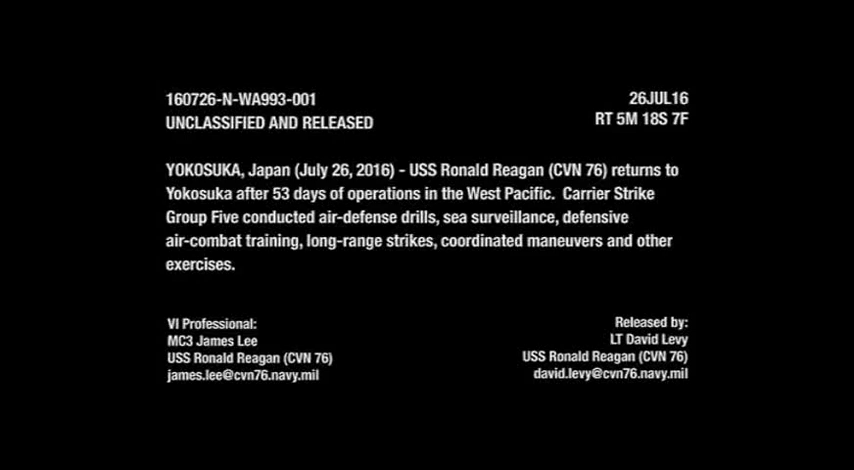 160726-N-WA993-001
26JUL16
UNCLASSIFIED AND RELEASED
RT 5M 18S 7F
YOKOSUKA, Japan (July 26, 2016) - USS Ronald Reagan (CVN 76) returns to
Yokosuka after 53 days of operations in the West Pacific.  Carrier Strike
Group Five conducted air-defense drills, sea surveillance, defensive
air-combat training, long-range strikes, coordinated maneuvers and other
exercises.
VI Professional:
MC3 James Lee
USS Ronald Reagan (CVN 76)
james.lee@cvn76.navy.mil
Released by:
LT David Levy
USS Ronald Reagan (CVN 76)
david.levy@cvn76.navy.mil